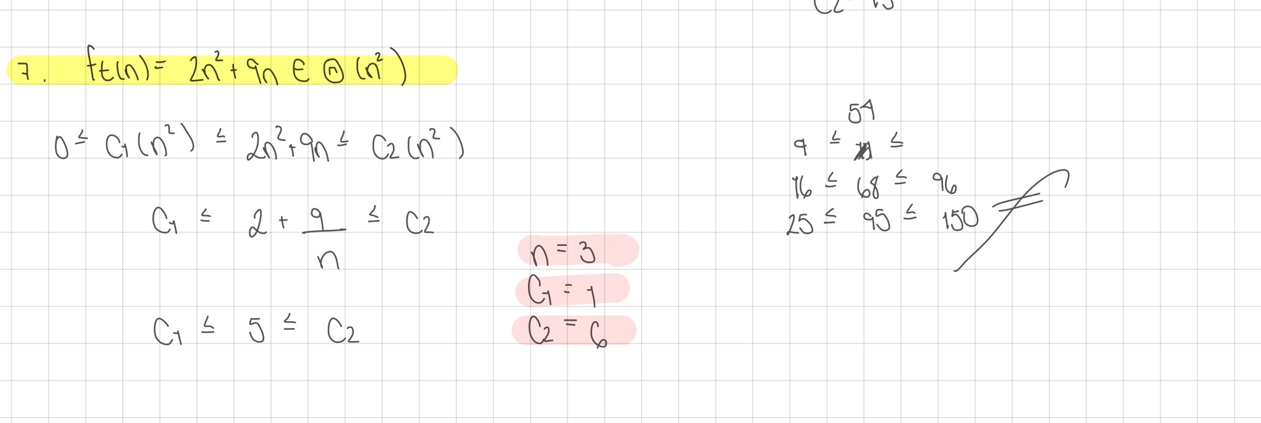 7. ft(n) = 2n² + 9n ∈ Θ(n²)
0 ≤ C1(n²) ≤ 2n² + 9n ≤ C2(n²)
C1 ≤ 2 + 9/n ≤ C2
C1 ≤ 5 ≤ C2
n = 3
C1 = 1
C2 = 6
54
9 ≤ ≤
16 ≤ 68 ≤ 96
25 ≤ 95 ≤ 150